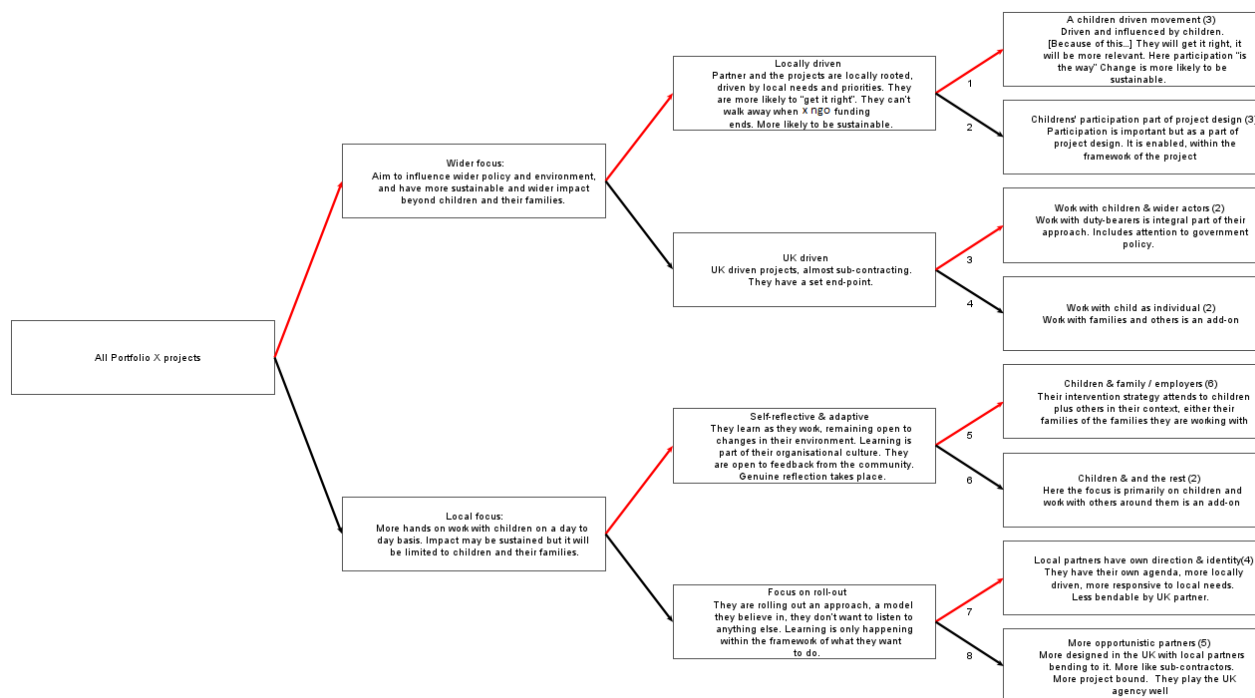 All Portfolio X projects
Wider focus:
Aim to influence wider policy and environment,
and have more sustainable and wider impact
beyond children and their families.
Local focus:
More hands on work with children on a day to
day basis. Impact may be sustained but it will
be limited to children and their families.
Locally driven
Partner and the projects are locally rooted,
driven by local needs and priorities. They
are more likely to "get it right". They can't
walk away when x ngo funding
ends. More likely to be sustainable.
UK driven
UK driven projects, almost sub-contracting.
They have a set end-point.
Self-reflective & adaptive
They learn as they work, remaining open to
changes in their environment. Learning is
part of their organisational culture. They
are open to feedback from the community.
Genuine reflection takes place.
Focus on roll-out
They are rolling out an approach, a model
they believe in, they don't want to listen to
anything else. Learning is only happening
within the framework of what they want
to do.
1
A children driven movement (3)
Driven and influenced by children.
[Because of this...] They will get it right, it
will be more relevant. Here participation "is
the way" Change is more likely to be
sustainable.
2
Childrens' participation part of project design (3)
Participation is important but as a part of
project design. It is enabled, within the
framework of the project
3
Work with children & wider actors (2)
Work with duty-bearers is integral part of their
approach. Includes attention to government
policy.
4
Work with child as individual (2)
Work with families and others is an add-on
5
Children & family / employers (6)
Their intervention strategy attends to children
plus others in their context, either their
families of the families they are working with
6
Children & and the rest (2)
Here the focus is primarily on children and
work with others around them is an add-on
7
Local partners have own direction & identity(4)
They have their own agenda, more locally
driven, more responsive to local needs.
Less bendable by UK partner.
8
More opportunistic partners (5)
More designed in the UK with local partners
bending to it. More like sub-contractors.
More project bound. They play the UK
agency well